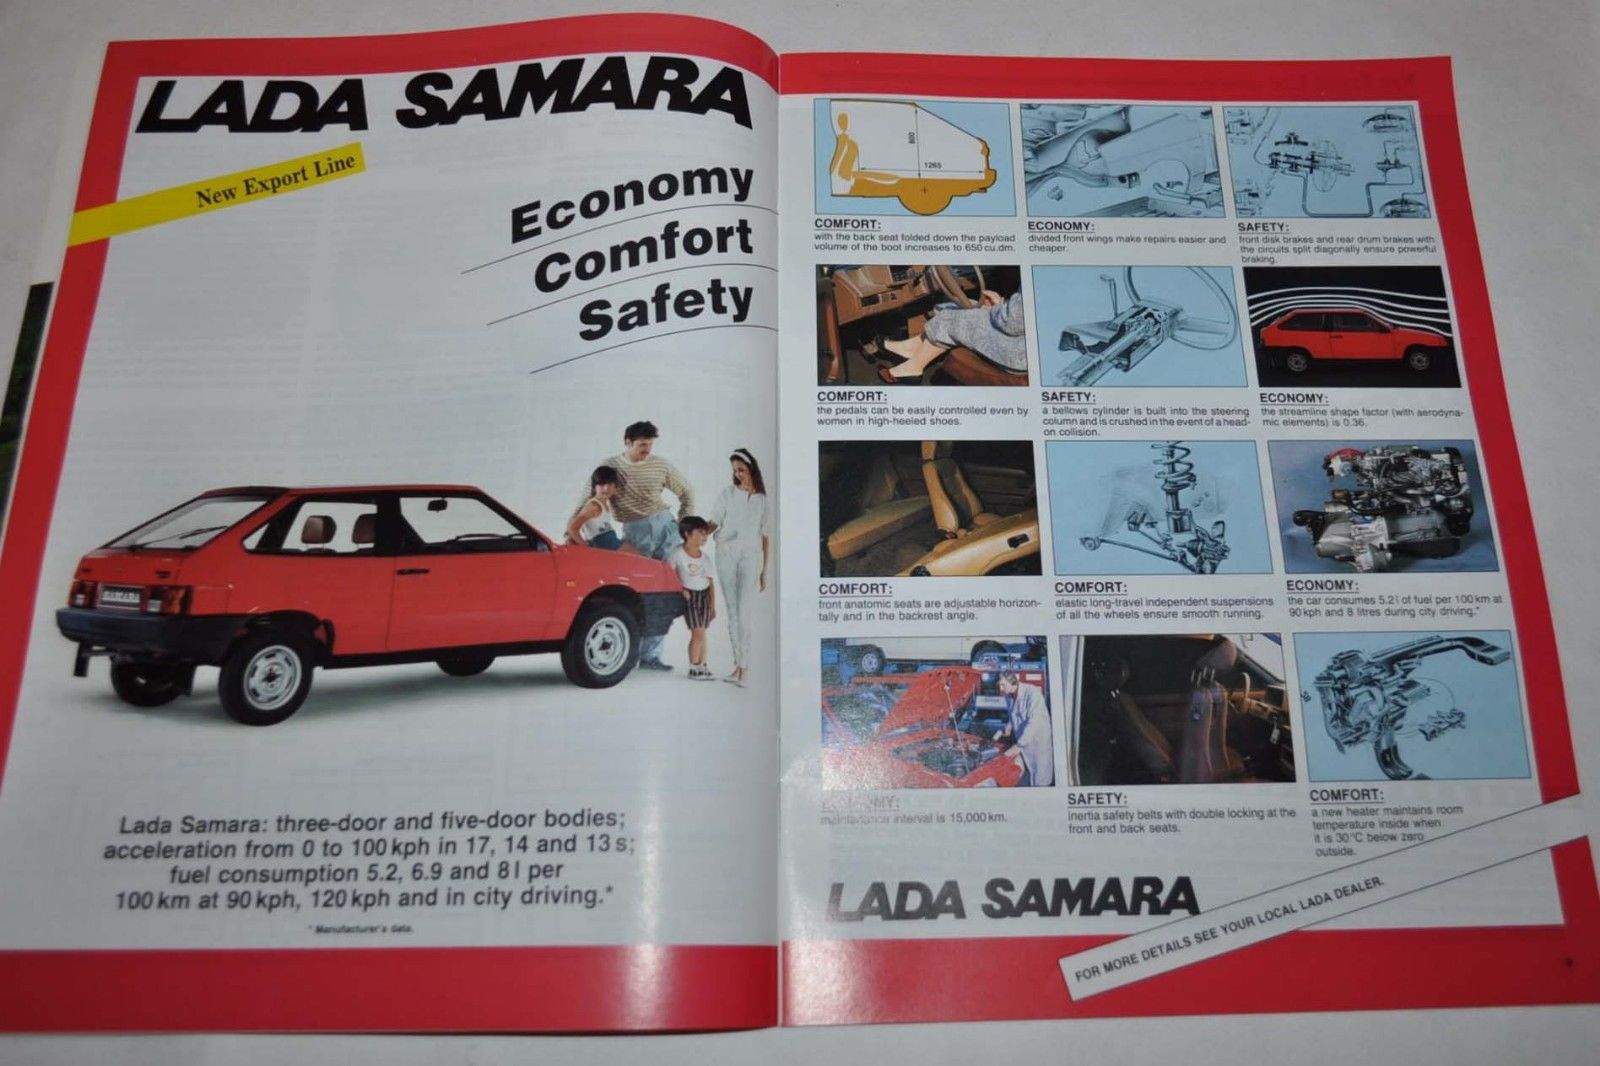 LADA SAMARA
New Export Line
Economy
Comfort
Safety
Lada Samara: three-door and five-door bodies;
acceleration from 0 to 100 kph in 17, 14 and 13 s;
fuel consumption 5.2, 6.9 and 8 l per
100 km at 90 kph, 120 kph and in city driving.*
* Manufacturer's data.
800
1265
COMFORT:
with the back seat folded down the payload
volume of the boot increases to 650 cu.dm.
ECONOMY:
divided front wings make repairs easier and
cheaper.
SAFETY:
front disk brakes and rear drum brakes with
the circuits split diagonally ensure powerful
braking.
COMFORT:
the pedals can be easily controlled even by
women in high-heeled shoes.
SAFETY:
a bellows cylinder is built into the steering
column and is crushed in the event of a head-
on collision.
ECONOMY:
the streamline shape factor (with aerodyna-
mic elements) is 0.36.
COMFORT:
front anatomic seats are adjustable horizon-
tally and in the backrest angle.
COMFORT:
elastic long-travel independent suspensions
of all the wheels ensure smooth running.
ECONOMY:
the car consumes 5.2 l of fuel per 100 km at
90 kph and 8 litres during city driving.*
ECONOMY:
maintenance interval is 15,000 km.
SAFETY:
inertia safety belts with double locking at the
front and back seats.
COMFORT:
a new heater maintains room
temperature inside when
it is 30 °C below zero
outside.
LADA SAMARA
FOR MORE DETAILS SEE YOUR LOCAL LADA DEALER.